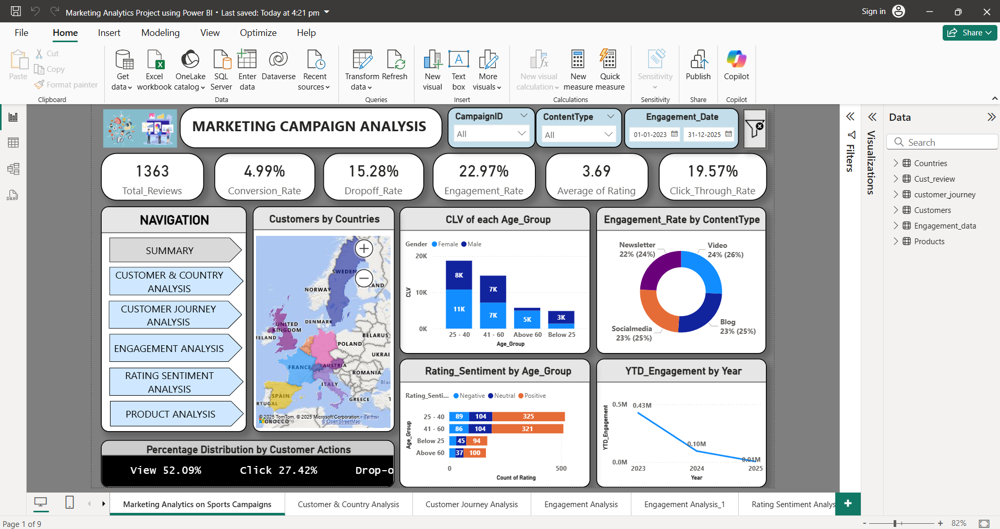 Marketing Analytics Project using Power BI • Last saved: Today at 4:21 pm
Sign in
File
Home
Insert
Modeling
View
Optimize
Help
Share
Paste
Cut
Copy
Format painter
Clipboard
Get data
Excel workbook
OneLake catalog
SQL Server
Enter data
Dataverse
Recent sources
Data
Transform data
Refresh
Queries
New visual
Text box
More visuals
Insert
New visual calculation
New measure
Quick measure
Calculations
Sensitivity
Sensitivity
Publish
Share
Copilot
Copilot
MARKETING CAMPAIGN ANALYSIS
CampaignID
All
ContentType
All
Engagement_Date
01-01-2023
31-12-2025
1363
Total_Reviews
4.99%
Conversion_Rate
15.28%
Dropoff_Rate
22.97%
Engagement_Rate
3.69
Average of Rating
19.57%
Click_Through_Rate
NAVIGATION
SUMMARY
CUSTOMER & COUNTRY
ANALYSIS
CUSTOMER JOURNEY
ANALYSIS
ENGAGEMENT ANALYSIS
RATING SENTIMENT
ANALYSIS
PRODUCT ANALYSIS
Customers by Countries
SWEDEN
NORWAY
LAND
DENMARK
UNITED
KINGDOM
RELAND
BELARUS
POLAND
UKRAI
FRANCE
AUSTRIA
ROMANIA
ITALY
Blac
SPAIN
RTUGAL
GREECE
T
MOROCCO
© 2025 TomTom, © 2025 Microsoft Corporation, Terms
© OpenStreetMap
CLV of each Age_Group
Gender Female Male
20K
10K
0K
CLV
8K
11K
7K
7K
5K
3K
25 - 40
41 - 60
Above 60
Below 25
Age_Group
Engagement_Rate by ContentType
Newsletter
22% (24%)
Video
24% (26%)
Socialmedia
23% (25%)
Blog
23% (25%)
Percentage Distribution by Customer Actions
View 52.09%
Click 27.42%
Drop-o
Rating_Sentiment by Age_Group
Rating_Senti... Negative Neutral Positive
Age_Group
25 - 40
89
104
325
41 - 60
86
104
321
Below 25
45
94
Above 60
37
100
0
500
Count of Rating
YTD_Engagement by Year
YTD_Engagement
0.5M
0.0M
0.43M
0.10M
0.01M
2023
2024
2025
Year
Filters
Visualizations
Data
Search
Countries
Cust_review
customer_journey
Customers
Engagement_data
Products
Marketing Analytics on Sports Campaigns
Customer & Country Analysis
Customer Journey Analysis
Engagement Analysis
Engagement Analysis_1
Rating Sentiment Analys
Page 1 of 9
- + 82%